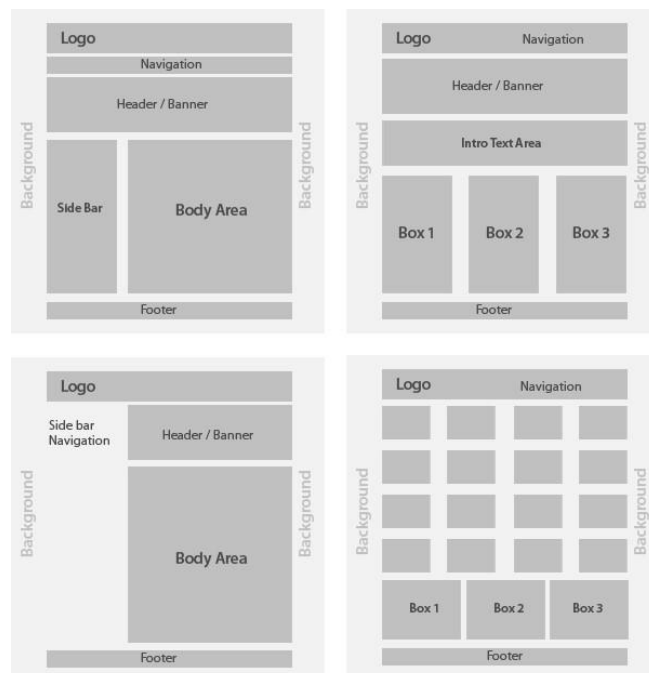 Logo
Navigation
Header / Banner
Background
Side Bar
Body Area
Background
Footer
Logo
Navigation
Header / Banner
Intro Text Area
Background
Box 1
Box 2
Box 3
Background
Footer
Logo
Side bar
Navigation
Header / Banner
Background
Body Area
Background
Footer
Logo
Navigation
Background
Background
Box 1
Box 2
Box 3
Footer